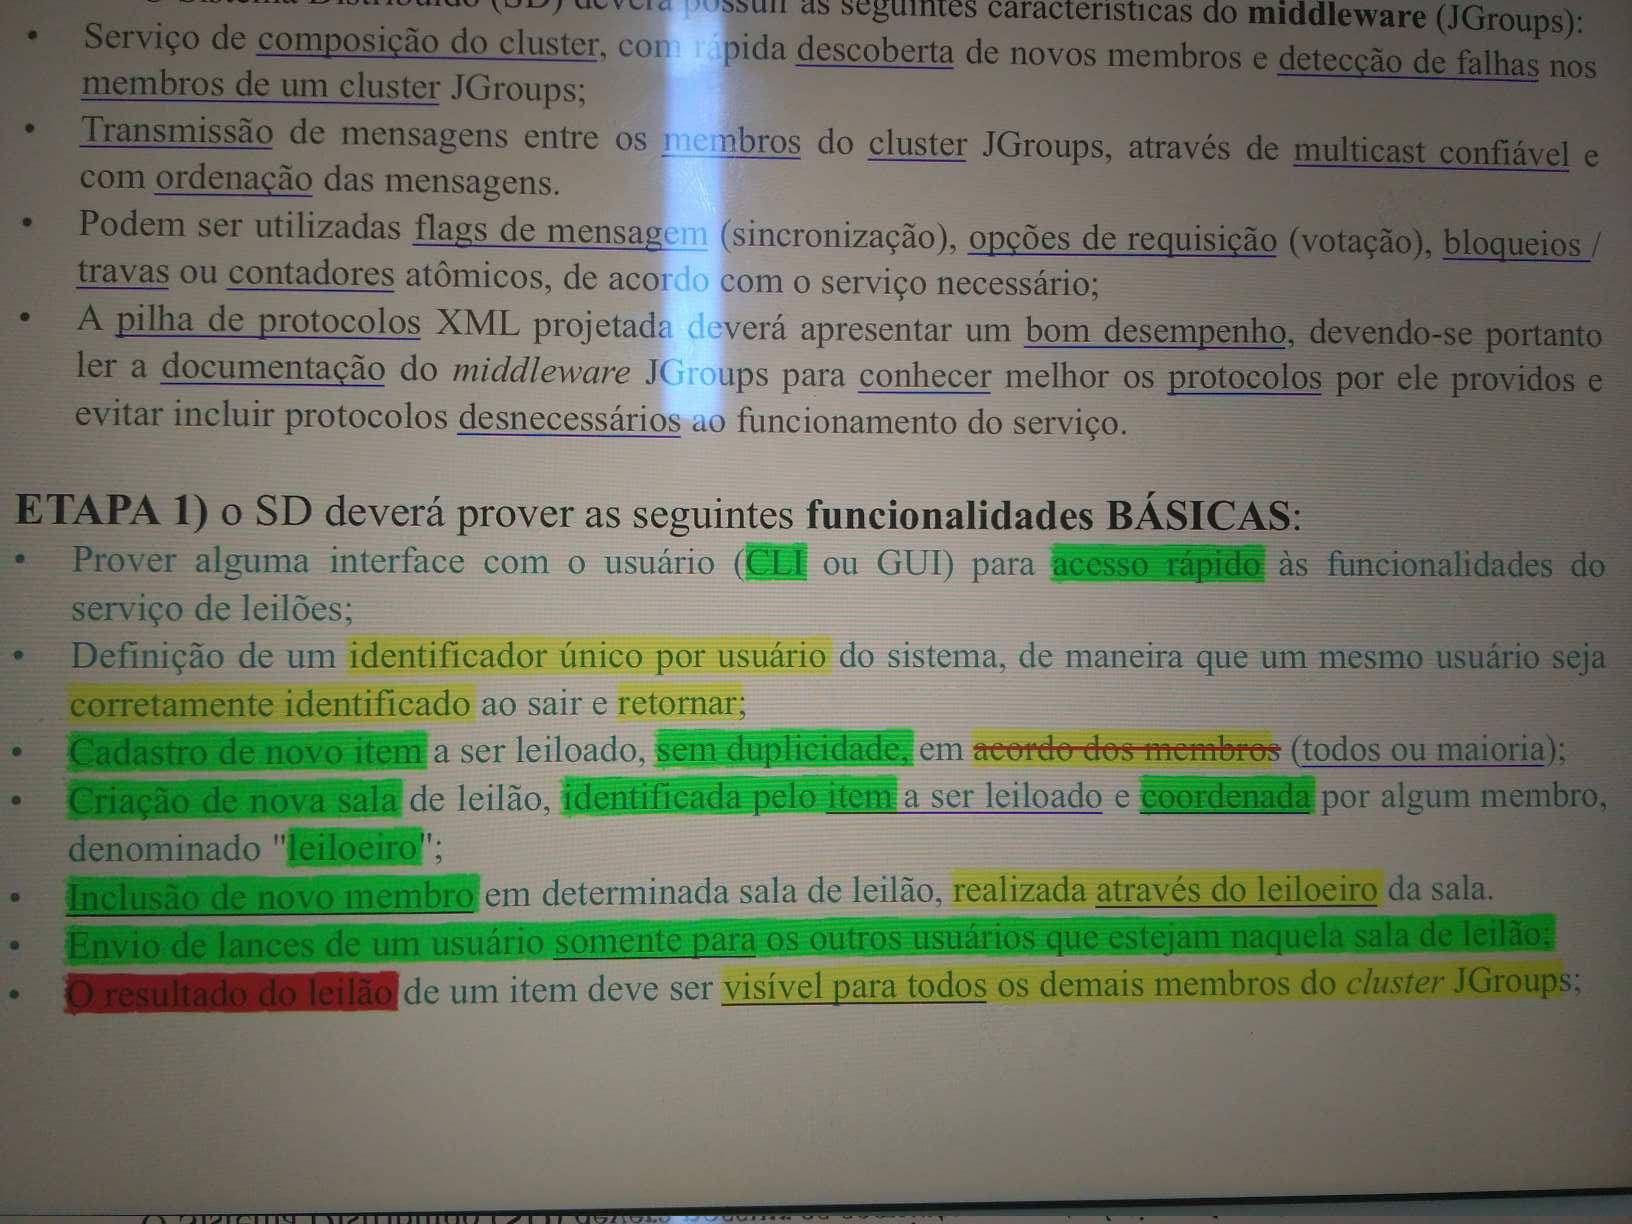 O Sistema Distribuído (SD) deverá possuir as seguintes características do middleware (JGroups):
• Serviço de composição do cluster, com rápida descoberta de novos membros e detecção de falhas nos
membros de um cluster JGroups;
• Transmissão de mensagens entre os membros do cluster JGroups, através de multicast confiável e
com ordenação das mensagens.
• Podem ser utilizadas flags de mensagem (sincronização), opções de requisição (votação), bloqueios /
travas ou contadores atômicos, de acordo com o serviço necessário;
• A pilha de protocolos XML projetada deverá apresentar um bom desempenho, devendo-se portanto
ler a documentação do middleware JGroups para conhecer melhor os protocolos por ele providos e
evitar incluir protocolos desnecessários ao funcionamento do serviço.
ETAPA 1) o SD deverá prover as seguintes funcionalidades BÁSICAS:
• Prover alguma interface com o usuário (CLI ou GUI) para acesso rápido às funcionalidades do
serviço de leilões;
• Definição de um identificador único por usuário do sistema, de maneira que um mesmo usuário seja
corretamente identificado ao sair e retornar;
• Cadastro de novo item a ser leiloado, sem duplicidade, em acordo dos membros (todos ou maioria);
• Criação de nova sala de leilão, identificada pelo item a ser leiloado e coordenada por algum membro,
denominado "leiloeiro";
• Inclusão de novo membro em determinada sala de leilão, realizada através do leiloeiro da sala.
• Envio de lances de um usuário somente para os outros usuários que estejam naquela sala de leilão;
• O resultado do leilão de um item deve ser visível para todos os demais membros do cluster JGroups;